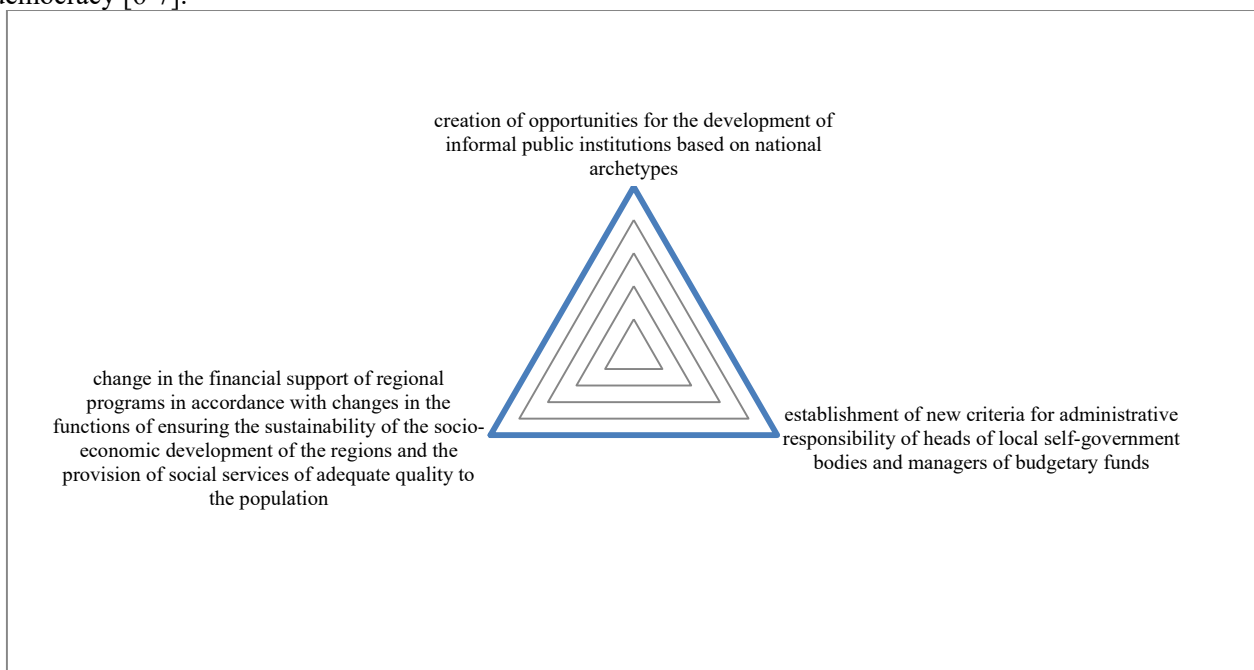 democracy [6-7].
creation of opportunities for the development of
informal public institutions based on national
archetypes
change in the financial support of regional
programs in accordance with changes in the
functions of ensuring the sustainability of the socio-
economic development of the regions and the
provision of social services of adequate quality to
the population
establishment of new criteria for administrative
responsibility of heads of local self-government
bodies and managers of budgetary funds